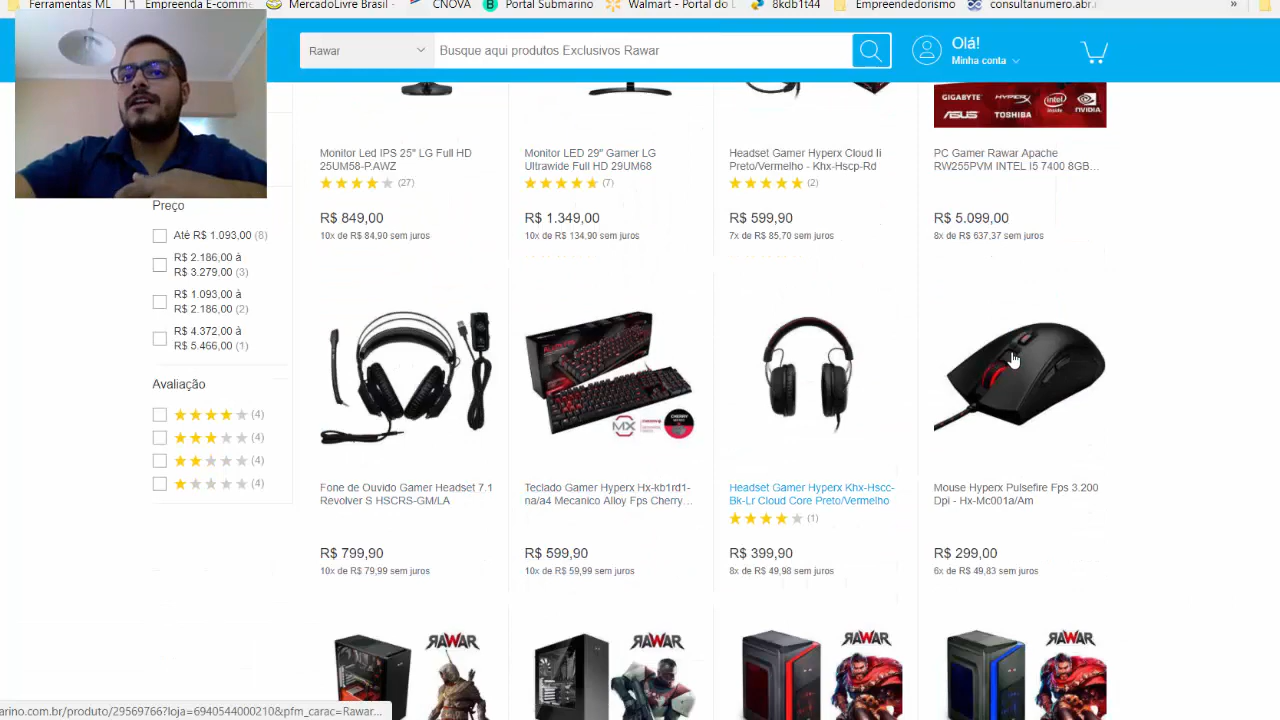 Ferramentas ML
Empreenda E-comm
MercadoLivre Brasil -
CNOVA
Portal Submarino
Walmart - Portal do L
8kdb1t44
Empreendedorismo
consultanumero.abr.
»
Rawar
Busque aqui produtos Exclusivos Rawar
Olá!
Minha conta
GIGABYTE HYPERX intel NVIDIA
ASUS TOSHIBA
Monitor Led IPS 25" LG Full HD
25UM58-P.AWZ
(27)
R$ 849,00
10x de R$ 84,90 sem juros
Monitor LED 29" Gamer LG
Ultrawide Full HD 29UM68
(7)
R$ 1.349,00
10x de R$ 134,90 sem juros
Headset Gamer Hyperx Cloud Ii
Preto/Vermelho - Khx-Hscp-Rd
(2)
R$ 599,90
7x de R$ 85,70 sem juros
PC Gamer Rawar Apache
RW255PVM INTEL I5 7400 8GB...
R$ 5.099,00
8x de R$ 637,37 sem juros
Preço
Até R$ 1.093,00 (8)
R$ 2.186,00 à
R$ 3.279,00 (3)
R$ 1.093,00 à
R$ 2.186,00 (2)
R$ 4.372,00 à
R$ 5.466,00 (1)
Avaliação
(4)
(4)
(4)
(4)
MX
CHERRY
Fone de Ouvido Gamer Headset 7.1
Revolver S HSCRS-GM/LA
R$ 799,90
10x de R$ 79,99 sem juros
Teclado Gamer Hyperx Hx-kb1rd1-
na/a4 Mecanico Alloy Fps Cherry...
R$ 599,90
10x de R$ 59,99 sem juros
Headset Gamer Hyperx Khx-Hscc-
Bk-Lr Cloud Core Preto/Vermelho
(1)
R$ 399,90
8x de R$ 49,98 sem juros
Mouse Hyperx Pulsefire Fps 3.200
Dpi - Hx-Mc001a/Am
R$ 299,00
6x de R$ 49,83 sem juros
RAWAR
RAWAR
RAWAR
RAWAR
arino.com.br/produto/29569766?loja=6940544000210&pfm_carac=Rawar...